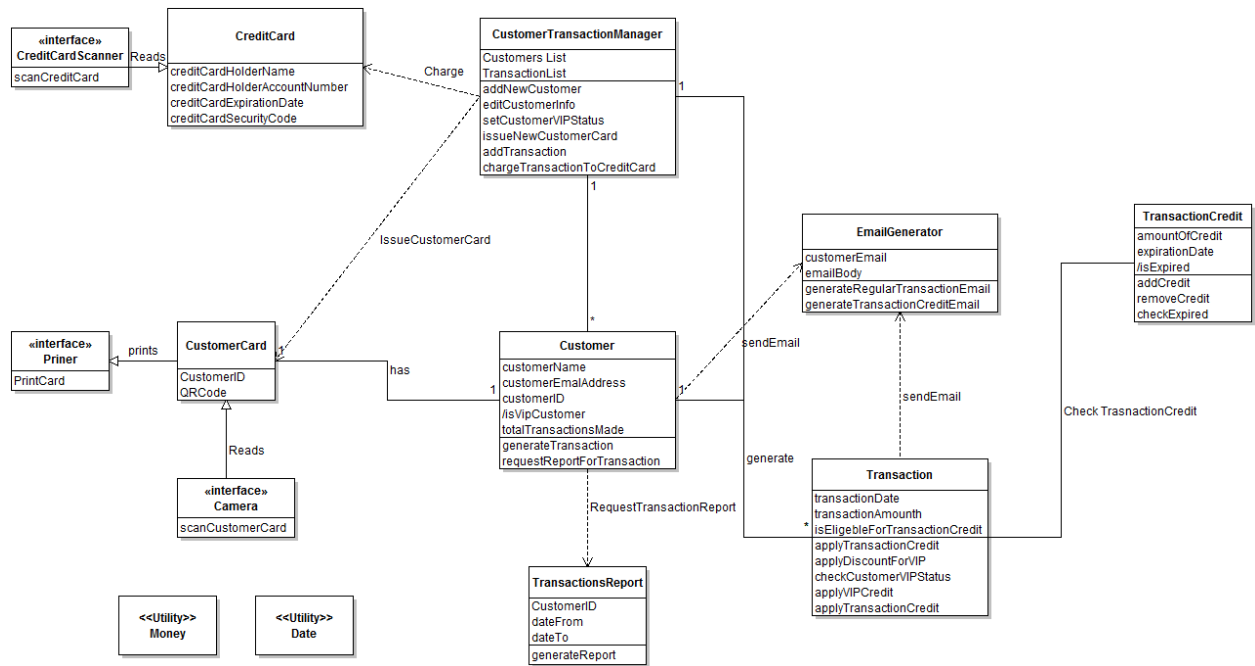 «interface»
CreditCardScanner
scanCreditCard
Reads
CreditCard
creditCardHolderName
creditCardHolderAccountNumber
creditCardExpirationDate
creditCardSecurityCode
Charge
CustomerTransactionManager
Customers List
TransactionList
addNewCustomer
editCustomerInfo
setCustomerVIPStatus
issueNewCustomerCard
addTransaction
chargeTransactionToCreditCard
1
1
IssueCustomerCard
EmailGenerator
customerEmail
emailBody
generateRegularTransactionEmail
generateTransactionCreditEmail
TransactionCredit
amountOfCredit
expirationDate
/isExpired
addCredit
removeCredit
checkExpired
«interface»
Priner
PrintCard
prints
CustomerCard
CustomerID
QRCode
1
has
1
*
Customer
customerName
customerEmalAddress
customerID
/isVipCustomer
totalTransactionsMade
generateTransaction
requestReportForTransaction
1
sendEmail
sendEmail
Check TrasnactionCredit
Reads
«interface»
Camera
scanCustomerCard
RequestTransactionReport
generate
*
Transaction
transactionDate
transactionAmounth
isEligebleForTransactionCredit
applyTransactionCredit
applyDiscountForVIP
checkCustomerVIPStatus
applyVIPCredit
applyTransactionCredit
TransactionsReport
CustomerID
dateFrom
dateTo
generateReport
<<Utility>>
Money
<<Utility>>
Date